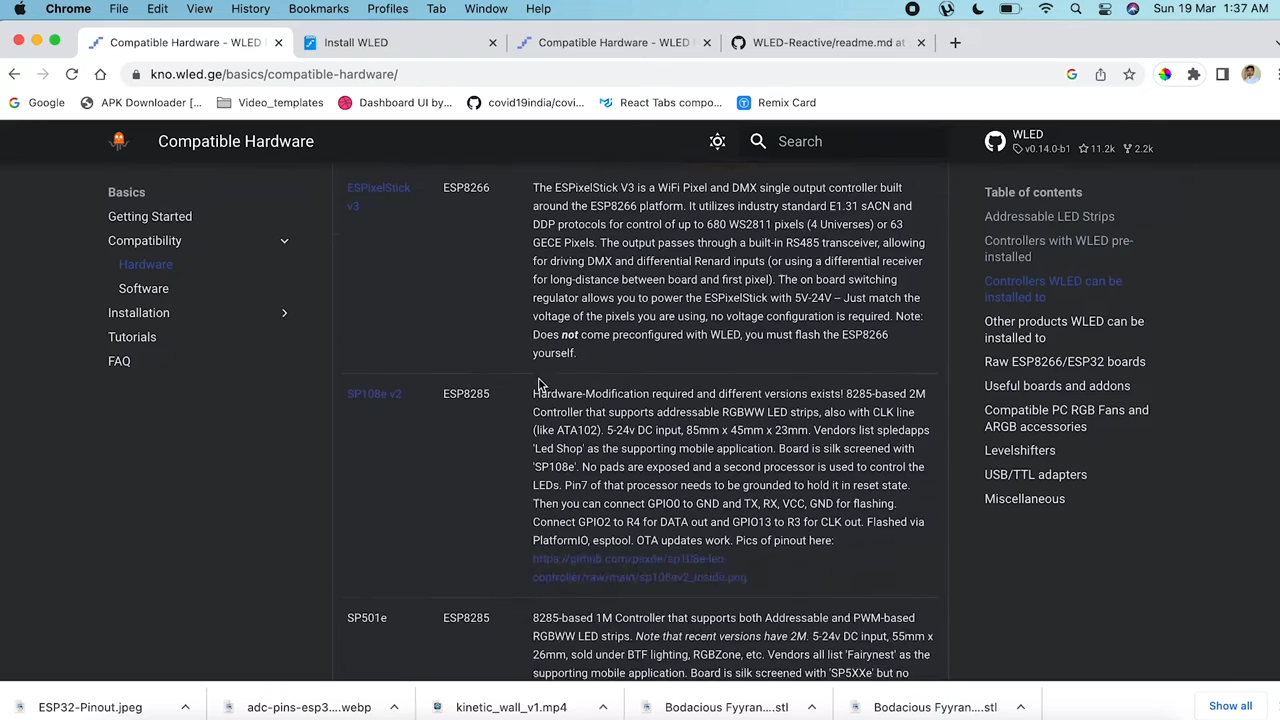 Chrome File Edit View History Bookmarks Profiles Tab Window Help Sun 19 Mar 1:37 AM
Compatible Hardware - WLED Install WLED Compatible Hardware - WLED WLED-Reactive/readme.md at
kno.wled.ge/basics/compatible-hardware/
Google APK Downloader [... Video_templates Dashboard UI by... covid19india/covi... React Tabs compo... Remix Card
Compatible Hardware Search
WLED
v0.14.0-b1 11.2k 2.2k
Basics
Getting Started
Compatibility
Hardware
Software
Installation
Tutorials
FAQ
ESPixelStick
v3
ESP8266
The ESPixelStick V3 is a WiFi Pixel and DMX single output controller built
around the ESP8266 platform. It utilizes industry standard E1.31 sACN and
DDP protocols for control of up to 680 WS2811 pixels (4 Universes) or 63
GECE Pixels. The output passes through a built-in RS485 transceiver, allowing
for driving DMX and differential Renard inputs (or using a differential receiver
for long-distance between board and first pixel). The on board switching
regulator allows you to power the ESPixelStick with 5V-24V – Just match the
voltage of the pixels you are using, no voltage configuration is required. Note:
Does not come preconfigured with WLED, you must flash the ESP8266
yourself.
SP108e v2
ESP8285
Hardware-Modification required and different versions exists! 8285-based 2M
Controller that supports addressable RGBWW LED strips, also with CLK line
(like ATA102). 5-24v DC input, 85mm x 45mm x 23mm. Vendors list spledapps
'Led Shop' as the supporting mobile application. Board is silk screened with
'SP108e'. No pads are exposed and a second processor is used to control the
LEDs. Pin7 of that processor needs to be grounded to hold it in reset state.
Then you can connect GPIO0 to GND and TX, RX, VCC, GND for flashing.
Connect GPIO2 to R4 for DATA out and GPIO13 to R3 for CLK out. Flashed via
PlatformIO, esptool. OTA updates work. Pics of pinout here:
controller/raw/main/sp108ev2_inside.png
SP501e
ESP8285
8285-based 1M Controller that supports both Addressable and PWM-based
RGBWW LED strips. Note that recent versions have 2M. 5-24v DC input, 55mm x
26mm, sold under BTF lighting, RGBZone, etc. Vendors all list 'Fairynest' as the
supporting mobile application. Board is silk screened with 'SP5XXe' but no
Table of contents
Addressable LED Strips
Controllers with WLED pre-
installed
Controllers WLED can be
installed to
Other products WLED can be
installed to
Raw ESP8266/ESP32 boards
Useful boards and addons
Compatible PC RGB Fans and
ARGB accessories
Levelshifters
USB/TTL adapters
Miscellaneous
ESP32-Pinout.jpeg adc-pins-esp3....webp kinetic_wall_v1.mp4 Bodacious Fyyran....stl Bodacious Fyyran....stl Show all